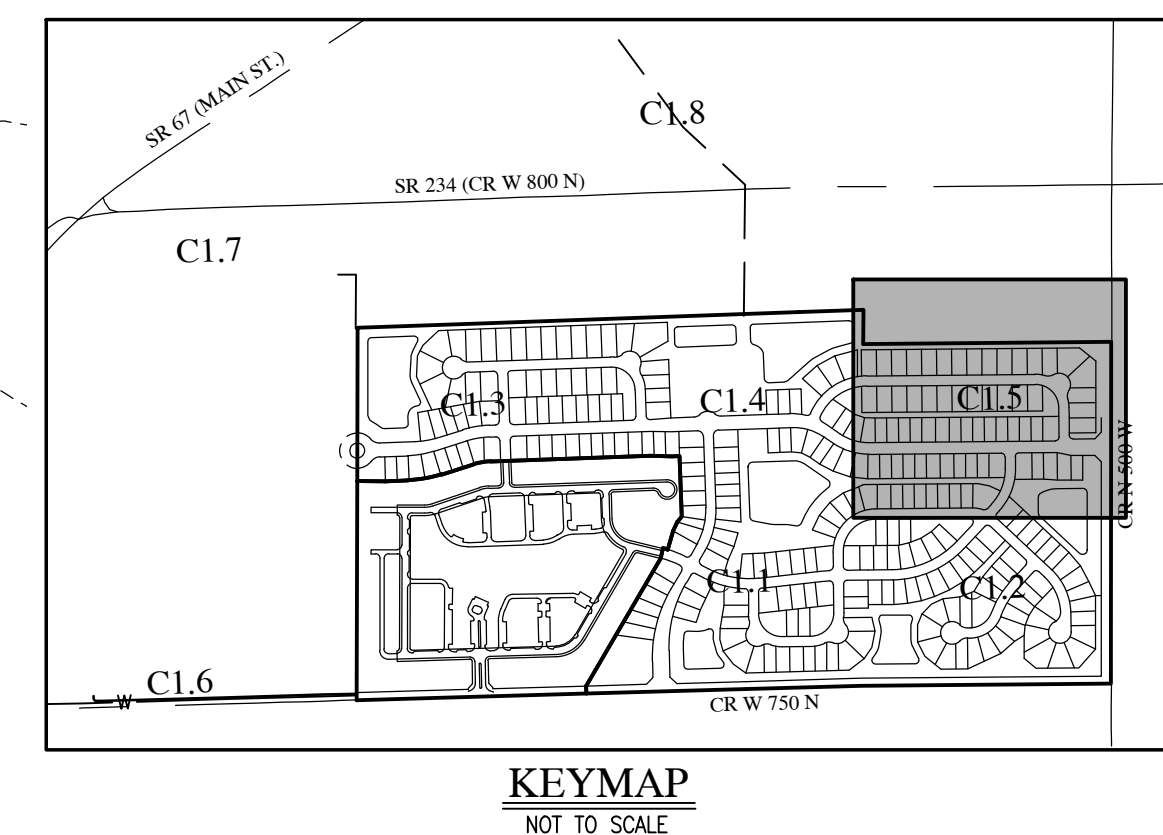 SR 67 (MAIN ST.)
C1.8
SR 234 (CR W 800 N)
C1.7
C1.3
C1.4
C1.5
CR N 500 W
C1.1
C1.2
C1.6
W
CR W 750 N
KEYMAP
NOT TO SCALE